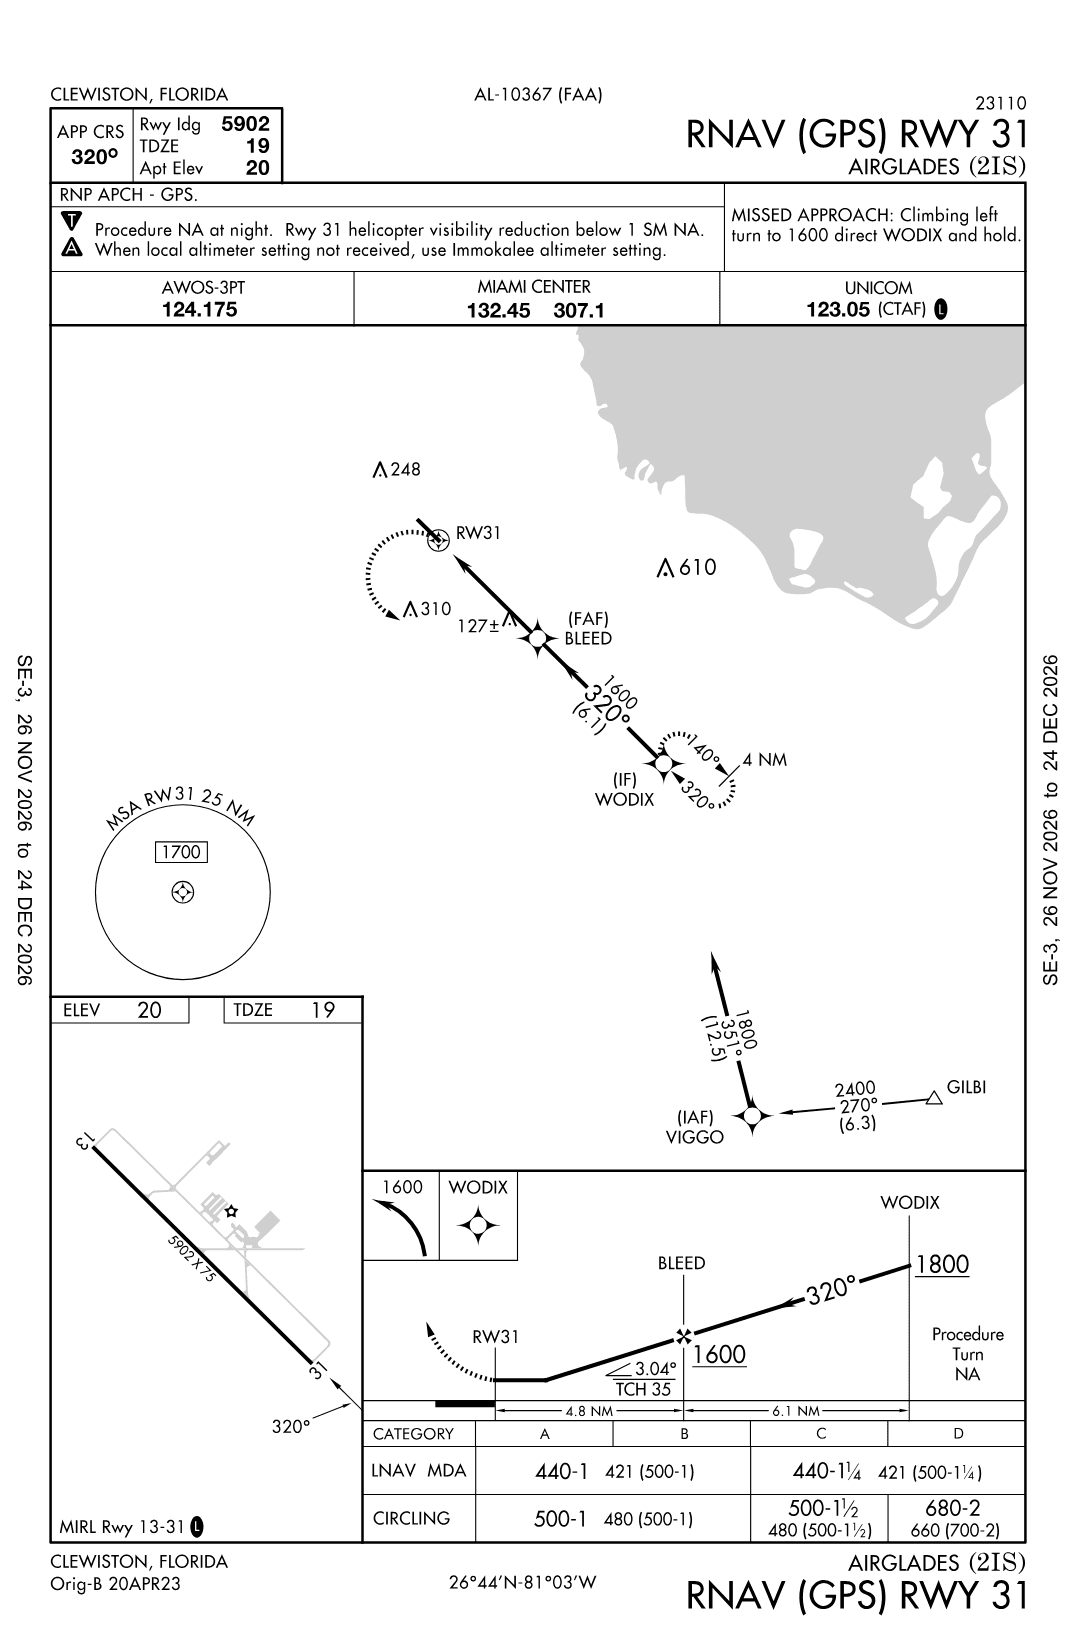 CLEWISTON, FLORIDA
AL-10367 (FAA)
23110
RNAV (GPS) RWY 31
AIRGLADES (2IS)
APP CRS
320°
Rwy ldg 5902
TDZE 19
Apt Elev 20
RNP APCH - GPS.
T
A
Procedure NA at night. Rwy 31 helicopter visibility reduction below 1 SM NA.
When local altimeter setting not received, use Immokalee altimeter setting.
MISSED APPROACH: Climbing left
turn to 1600 direct WODIX and hold.
AWOS-3PT
124.175
MIAMI CENTER
132.45 307.1
UNICOM
123.05 (CTAF) L
248
RW31
610
310
127±
(FAF)
BLEED
1600
320°
(6.1)
140°
4 NM
320°
(IF)
WODIX
MSA RW31 25 NM
1700
1800
351°
(12.5)
GILBI
2400
270°
(6.3)
(IAF)
VIGGO
SE-3, 26 NOV 2026 to 24 DEC 2026
SE-3, 26 NOV 2026 to 24 DEC 2026
ELEV 20
TDZE 19
13
5902 X 75
31
320°
MIRL Rwy 13-31 L
1600
WODIX
WODIX
BLEED
1800
320°
RW31
1600
3.04°
TCH 35
Procedure
Turn
NA
4.8 NM
6.1 NM
CATEGORY A B C D
LNAV MDA 440-1 421 (500-1) 440-1¼ 421 (500-1¼)
CIRCLING 500-1 480 (500-1) 500-1½ 480 (500-1½) 680-2 660 (700-2)
CLEWISTON, FLORIDA
Orig-B 20APR23
26°44'N-81°03'W
AIRGLADES (2IS)
RNAV (GPS) RWY 31